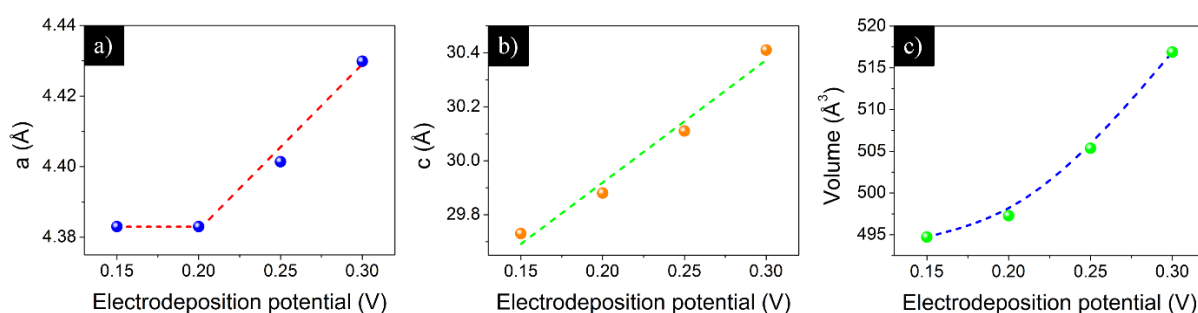 a)
4.44
4.42
4.40
4.38
a (Å)
0.15 0.20 0.25 0.30
Electrodeposition potential (V)
b)
30.4
30.2
30.0
29.8
c (Å)
0.15 0.20 0.25 0.30
Electrodeposition potential (V)
c)
520
515
510
505
500
495
Volume (Å³)
0.15 0.20 0.25 0.30
Electrodeposition potential (V)